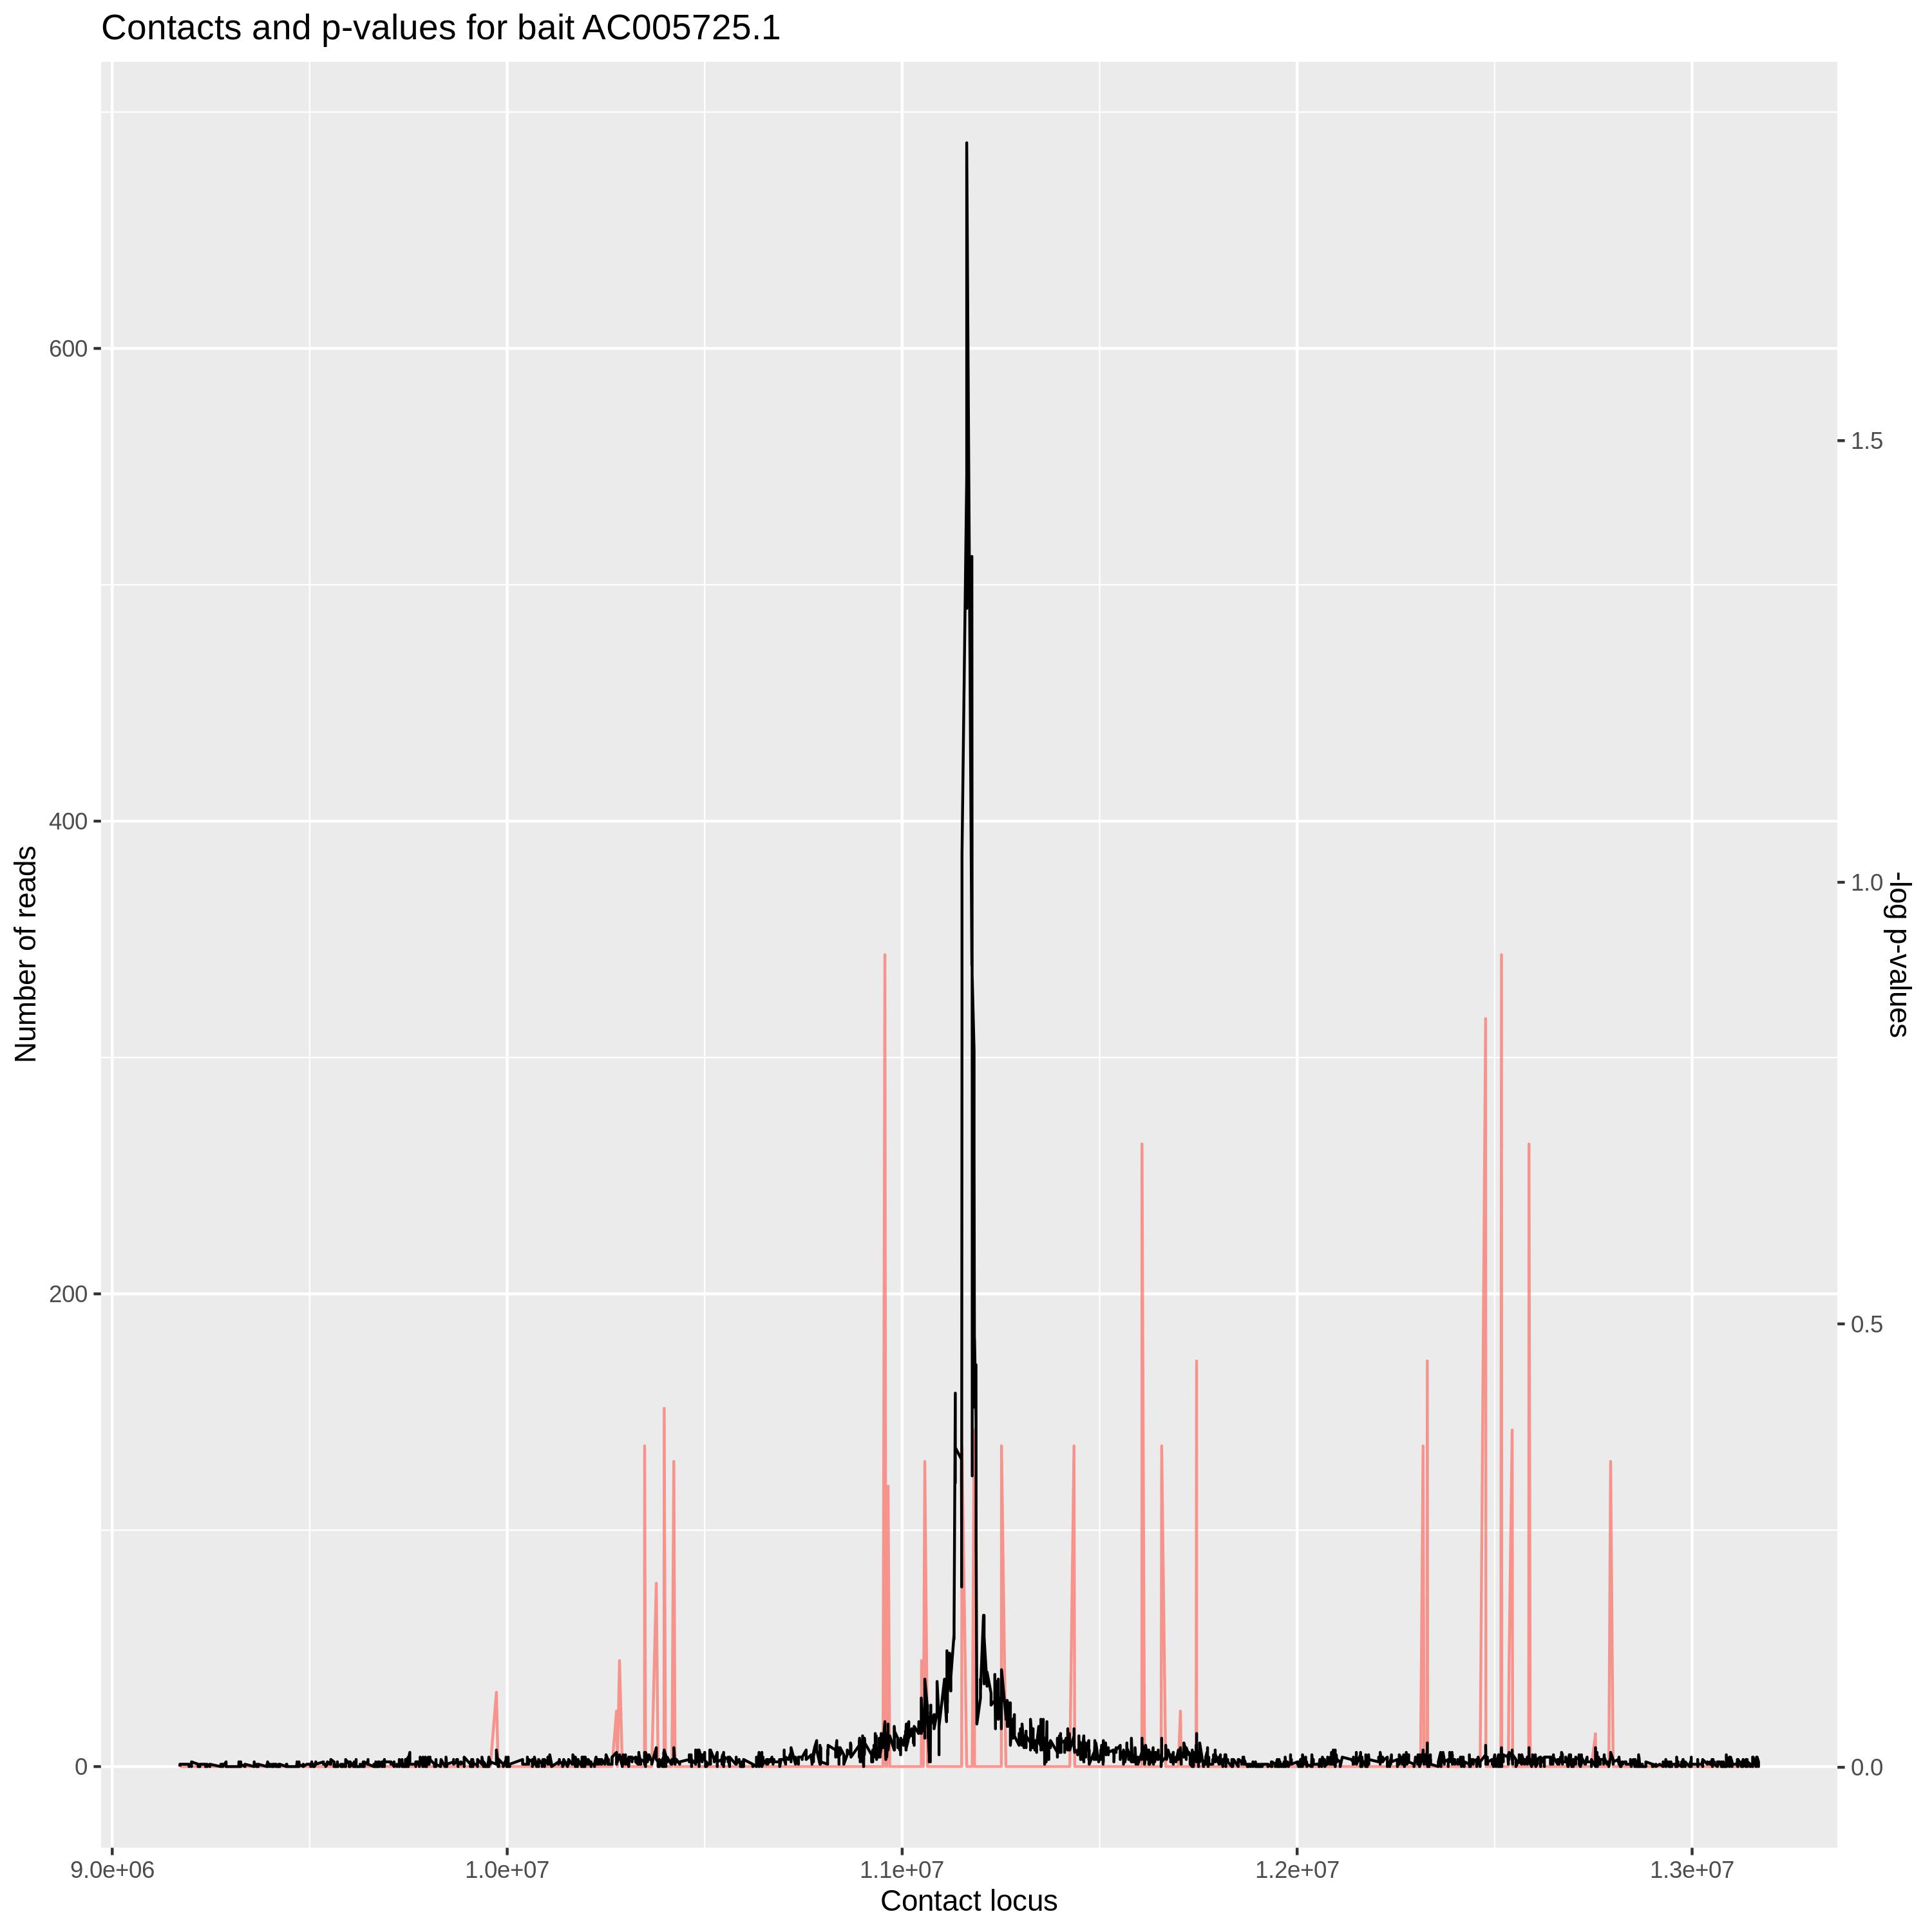 Contacts and p-values for bait AC005725.1
600
400
200
0
Number of reads
1.5
1.0
0.5
0.0
-log p-values
9.0e+06 1.0e+07 1.1e+07 1.2e+07 1.3e+07
Contact locus